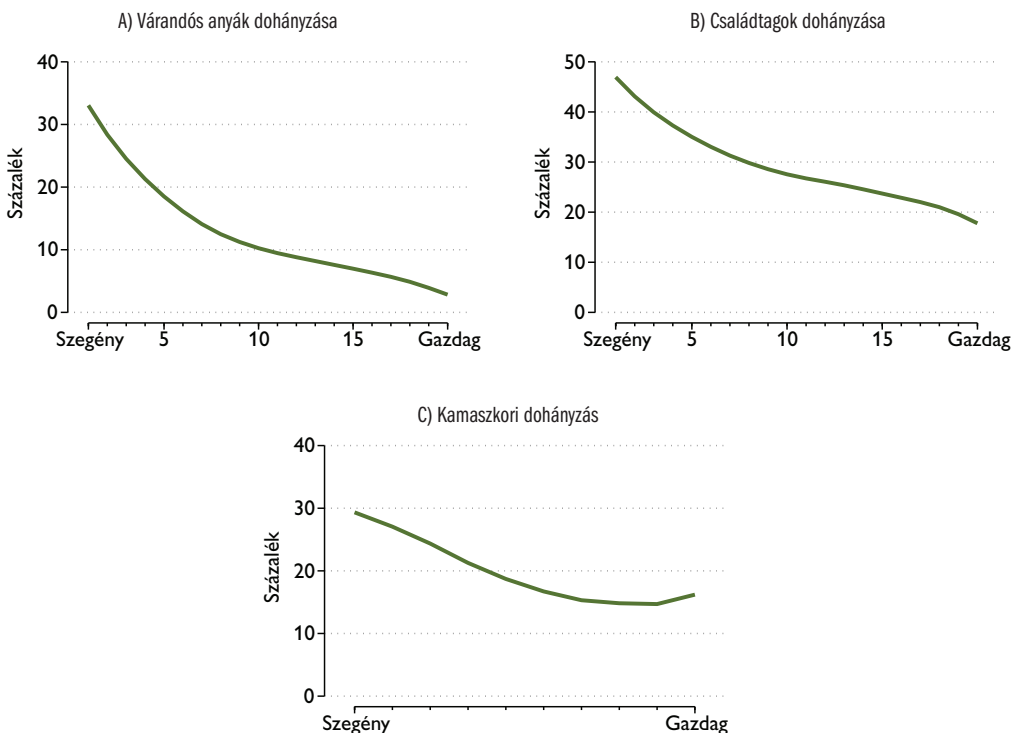 A) Várandós anyák dohányzása
40
30
20
10
0
Százalék
Szegény 5 10 15 Gazdag
B) Családtagok dohányzása
50
40
30
20
10
0
Százalék
Szegény 5 10 15 Gazdag
C) Kamaszkori dohányzás
40
30
20
10
0
Százalék
Szegény Gazdag